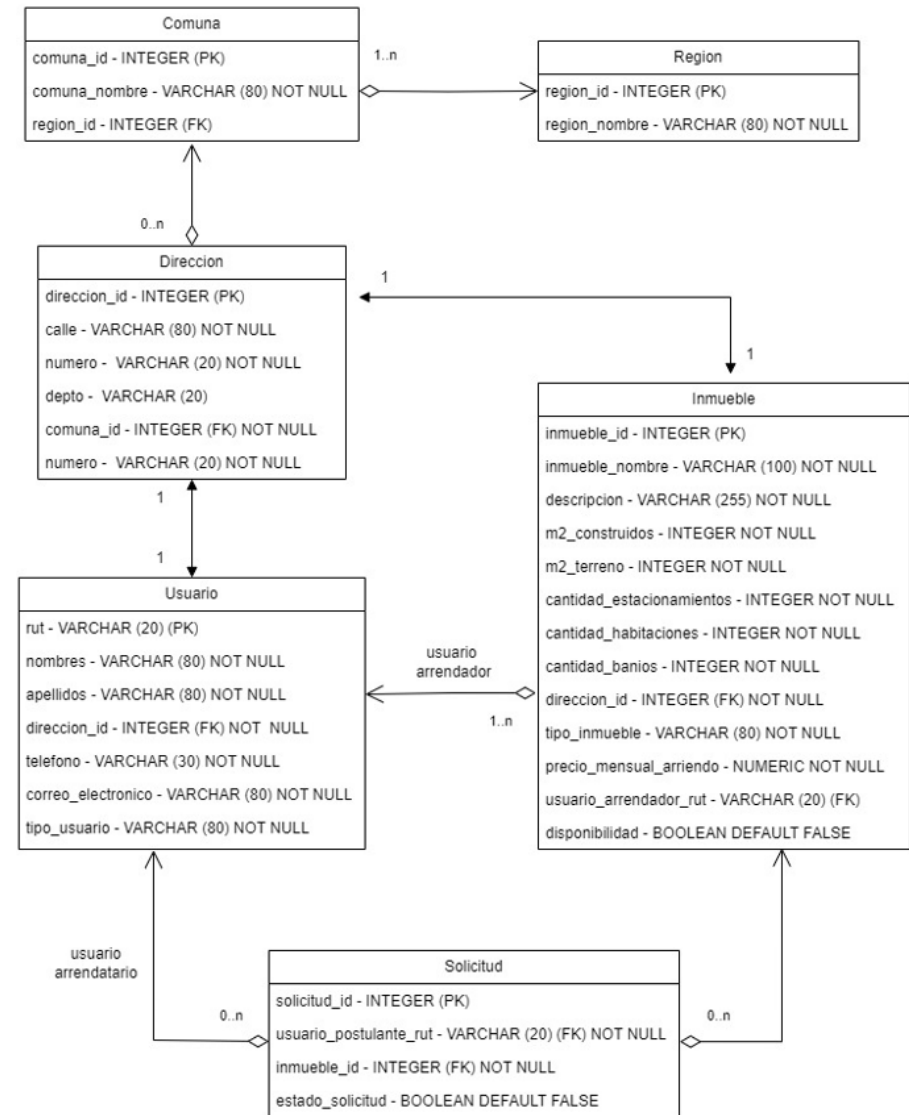 Comuna
comuna_id - INTEGER (PK)
comuna_nombre - VARCHAR (80) NOT NULL
region_id - INTEGER (FK)
1..n
Region
region_id - INTEGER (PK)
region_nombre - VARCHAR (80) NOT NULL
0..n
Direccion
direccion_id - INTEGER (PK)
calle - VARCHAR (80) NOT NULL
numero - VARCHAR (20) NOT NULL
depto - VARCHAR (20)
comuna_id - INTEGER (FK) NOT NULL
numero - VARCHAR (20) NOT NULL
1
1
1
1
Inmueble
inmueble_id - INTEGER (PK)
inmueble_nombre - VARCHAR (100) NOT NULL
descripcion - VARCHAR (255) NOT NULL
m2_construidos - INTEGER NOT NULL
m2_terreno - INTEGER NOT NULL
cantidad_estacionamientos - INTEGER NOT NULL
cantidad_habitaciones - INTEGER NOT NULL
cantidad_banios - INTEGER NOT NULL
direccion_id - INTEGER (FK) NOT NULL
tipo_inmueble - VARCHAR (80) NOT NULL
precio_mensual_arriendo - NUMERIC NOT NULL
usuario_arrendador_rut - VARCHAR (20) (FK)
disponibilidad - BOOLEAN DEFAULT FALSE
Usuario
rut - VARCHAR (20) (PK)
nombres - VARCHAR (80) NOT NULL
apellidos - VARCHAR (80) NOT NULL
direccion_id - INTEGER (FK) NOT NULL
telefono - VARCHAR (30) NOT NULL
correo_electronico - VARCHAR (80) NOT NULL
tipo_usuario - VARCHAR (80) NOT NULL
usuario
arrendador
1..n
usuario
arrendatario
0..n
Solicitud
solicitud_id - INTEGER (PK)
usuario_postulante_rut - VARCHAR (20) (FK) NOT NULL
inmueble_id - INTEGER (FK) NOT NULL
estado_solicitud - BOOLEAN DEFAULT FALSE
0..n